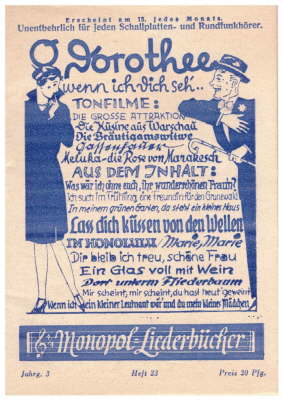 Erscheint am 15. jedes Monats.
Unentbehrlich für jeden Schallplatten- und Rundfunkhörer.
O, Dorothee
wenn ich dich seh'..
TONFILME:
DIE GROSSE ATTRAKTION
Die Kusine aus Warschau
Die Bräutigamswitwe
Gassenhauer
Meluka - die Rose von Marakesch
AUS DEM INHALT:
Was wär' ich ohne euch, ihr wunderschönen Frau'n?
Ich such' im Frühling eine Freundin für den Grunewald
In meinem grünen Garten, da steht ein kleines Haus
Lass dich küssen von den Wellen
IM HONOLULU Marie, Marie
Dir bleib ich treu, schöne Frau
Ein Glas voll mit Wein
Dort unterm Fliederbaum
Mir scheint, mir scheint, du hast heut' geweint
Wenn ich ein kleiner Leutnant wär und du mein kleines Mädchen
Monopol-Liederbücher
Jahrg. 3 Heft 23 Preis 20 Pfg.